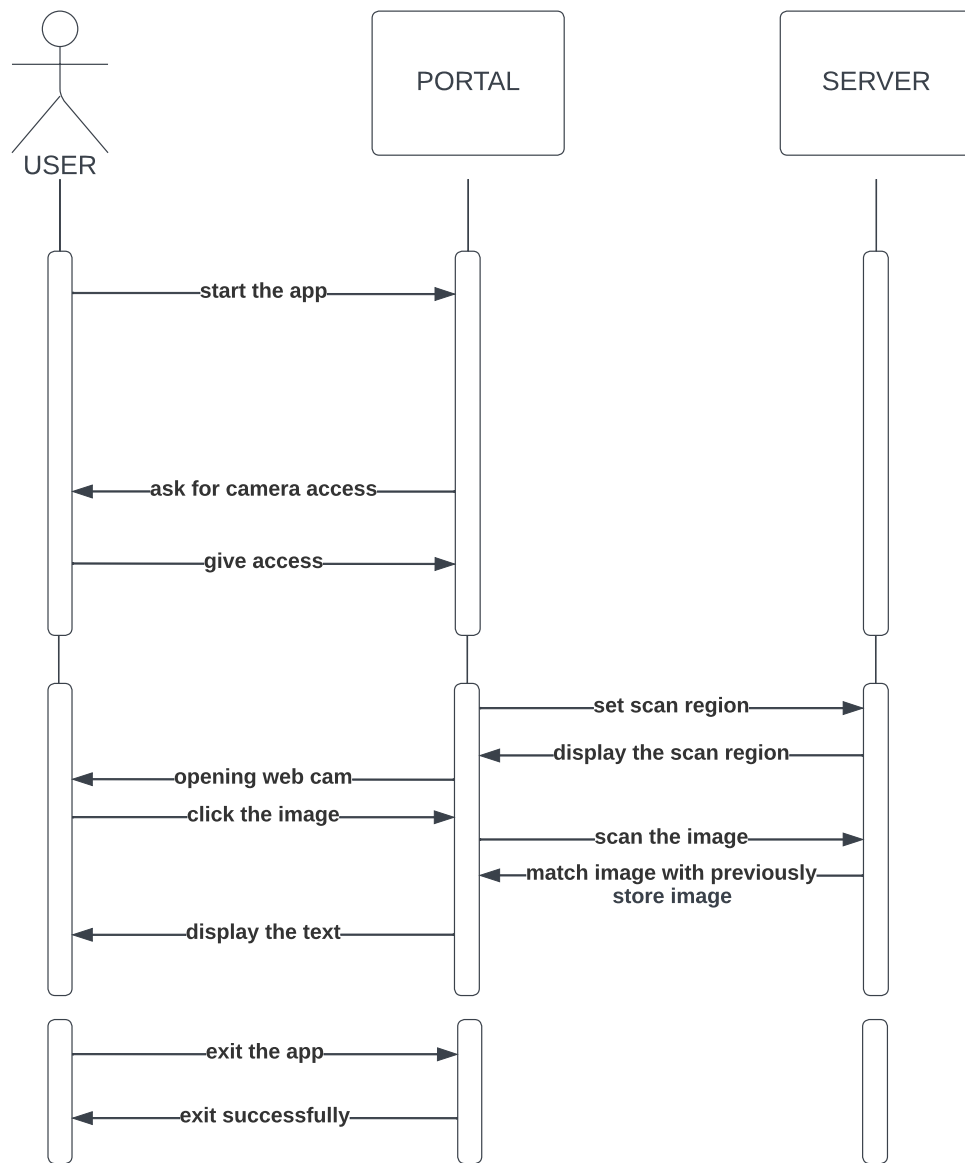 PORTAL
SERVER
USER
start the app
ask for camera access
give access
set scan region
display the scan region
opening web cam
click the image
scan the image
match image with previously
store image
display the text
exit the app
exit successfully